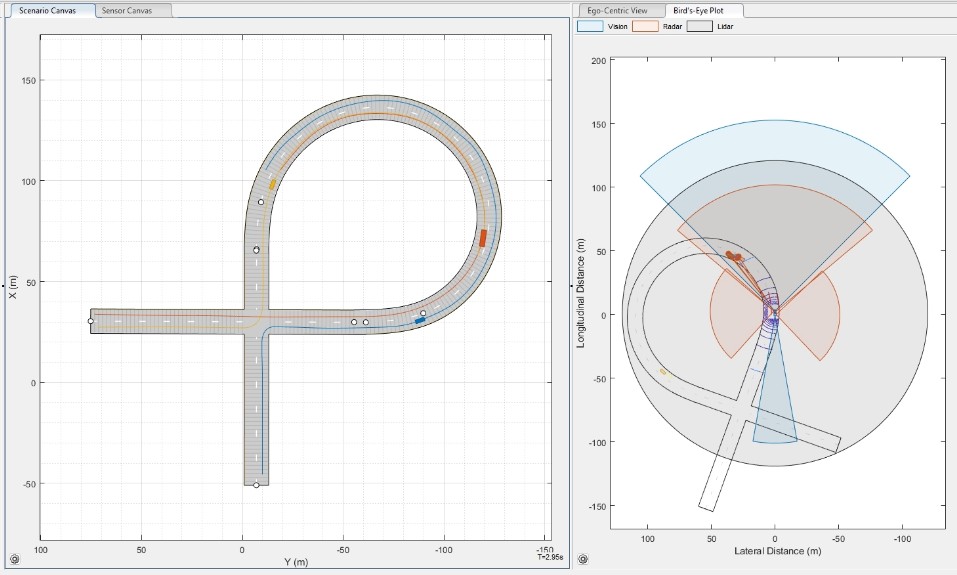 Scenario Canvas
Sensor Canvas
150
100
50
0
-50
X (m)
100
50
0
-50
-100
-150
Y (m)
T=2.95s
Ego-Centric View
Bird's-Eye Plot
Vision
Radar
Lidar
200
150
100
50
0
-50
-100
-150
Longitudinal Distance (m)
100
50
0
-50
-100
Lateral Distance (m)